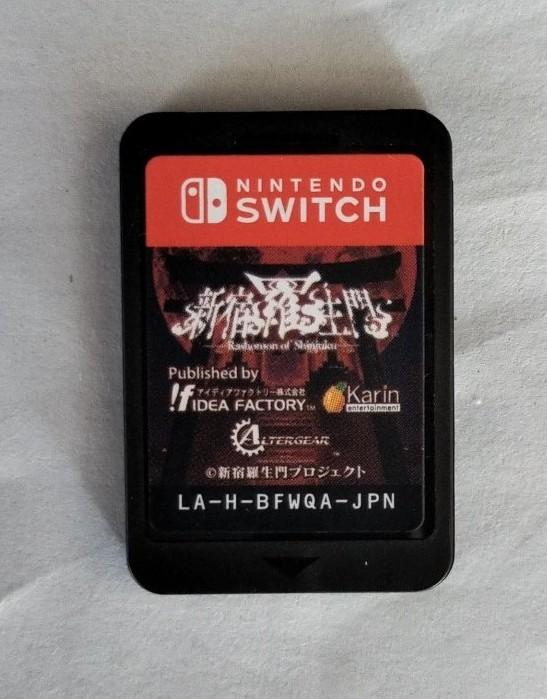 NINTENDO
SWITCH
新宿羅生門
Rashomon of Shinjuku
Published by
!f アイディアファクトリー株式会社
IDEA FACTORY™
Karin
entertainment
ALTERGEAR
©新宿羅生門プロジェクト
LA-H-BFWQA-JPN